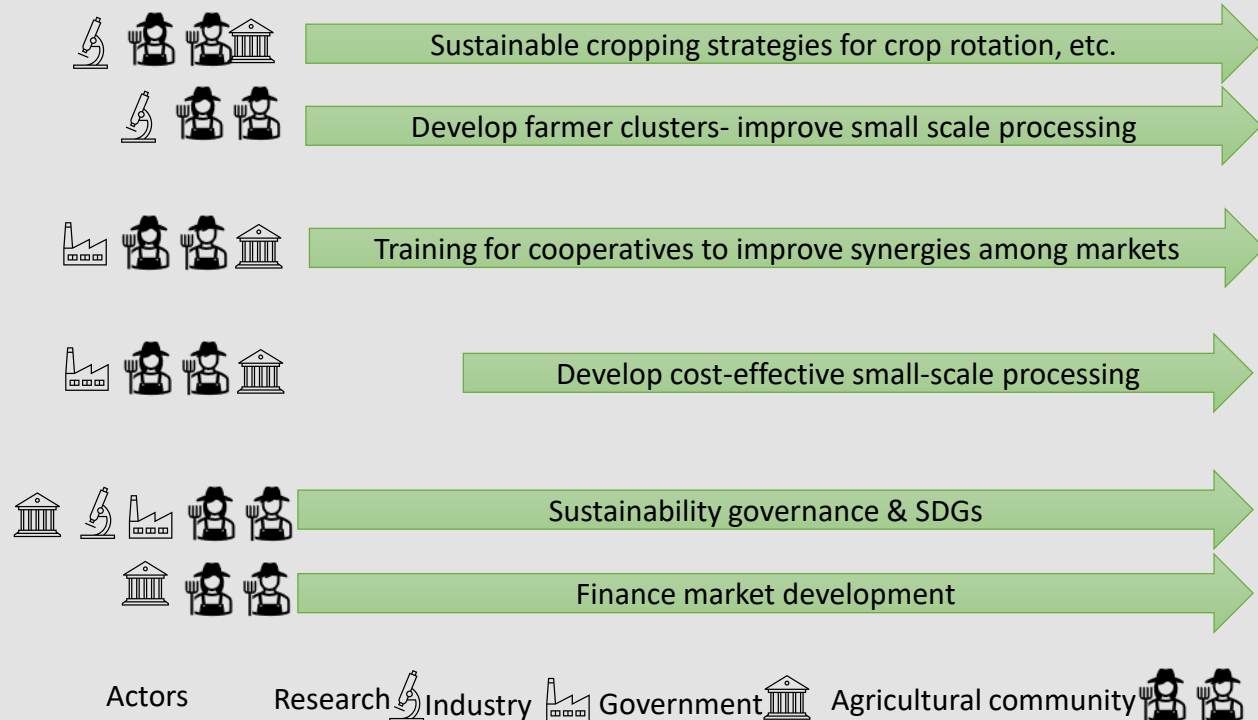 Sustainable cropping strategies for crop rotation, etc.
Develop farmer clusters- improve small scale processing
Training for cooperatives to improve synergies among markets
Develop cost-effective small-scale processing
Sustainability governance & SDGs
Finance market development
Actors Research Industry Government Agricultural community